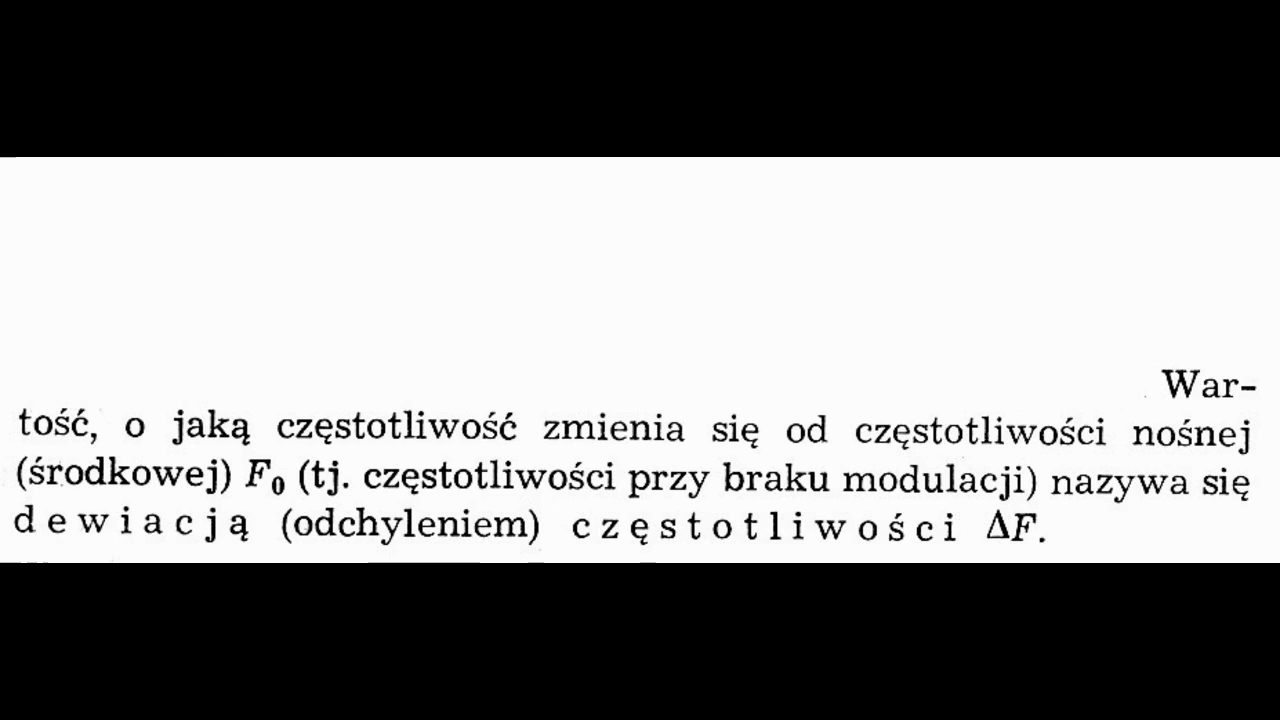 War-
tość, o jaką częstotliwość zmienia się od częstotliwości nośnej
(środkowej) F₀ (tj. częstotliwości przy braku modulacji) nazywa się
dewiacją (odchyleniem) częstotliwości ΔF.